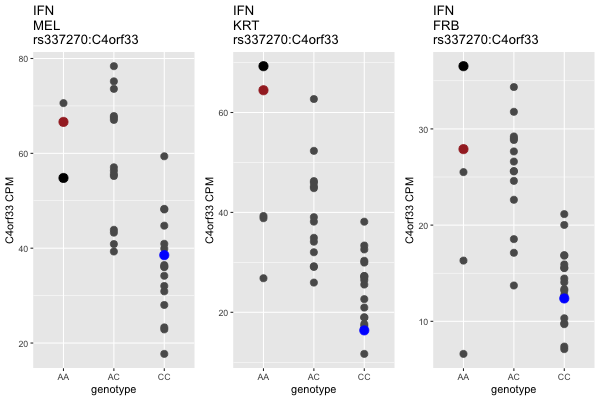 IFN
MEL
rs337270:C4orf33
80
60
40
20
C4orf33 CPM
AA AC CC
genotype
IFN
KRT
rs337270:C4orf33
60
40
20
C4orf33 CPM
AA AC CC
genotype
IFN
FRB
rs337270:C4orf33
30
20
10
C4orf33 CPM
AA AC CC
genotype